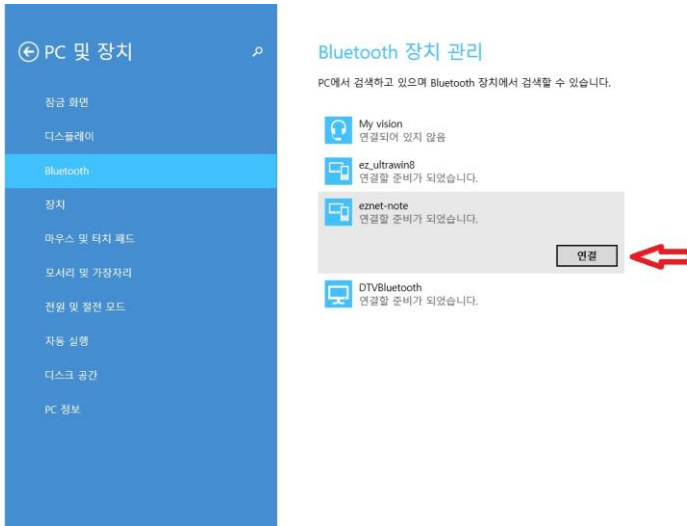 PC 및 장치
잠금 화면
디스플레이
Bluetooth
장치
마우스 및 터치 패드
모서리 및 가장자리
전원 및 절전 모드
자동 실행
디스크 공간
PC 정보
Bluetooth 장치 관리
PC에서 검색하고 있으며 Bluetooth 장치에서 검색할 수 있습니다.
My vision
연결되어 있지 않음
ez_ultrawin8
연결할 준비가 되었습니다.
eznet-note
연결할 준비가 되었습니다.
연결
DTVBluetooth
연결할 준비가 되었습니다.